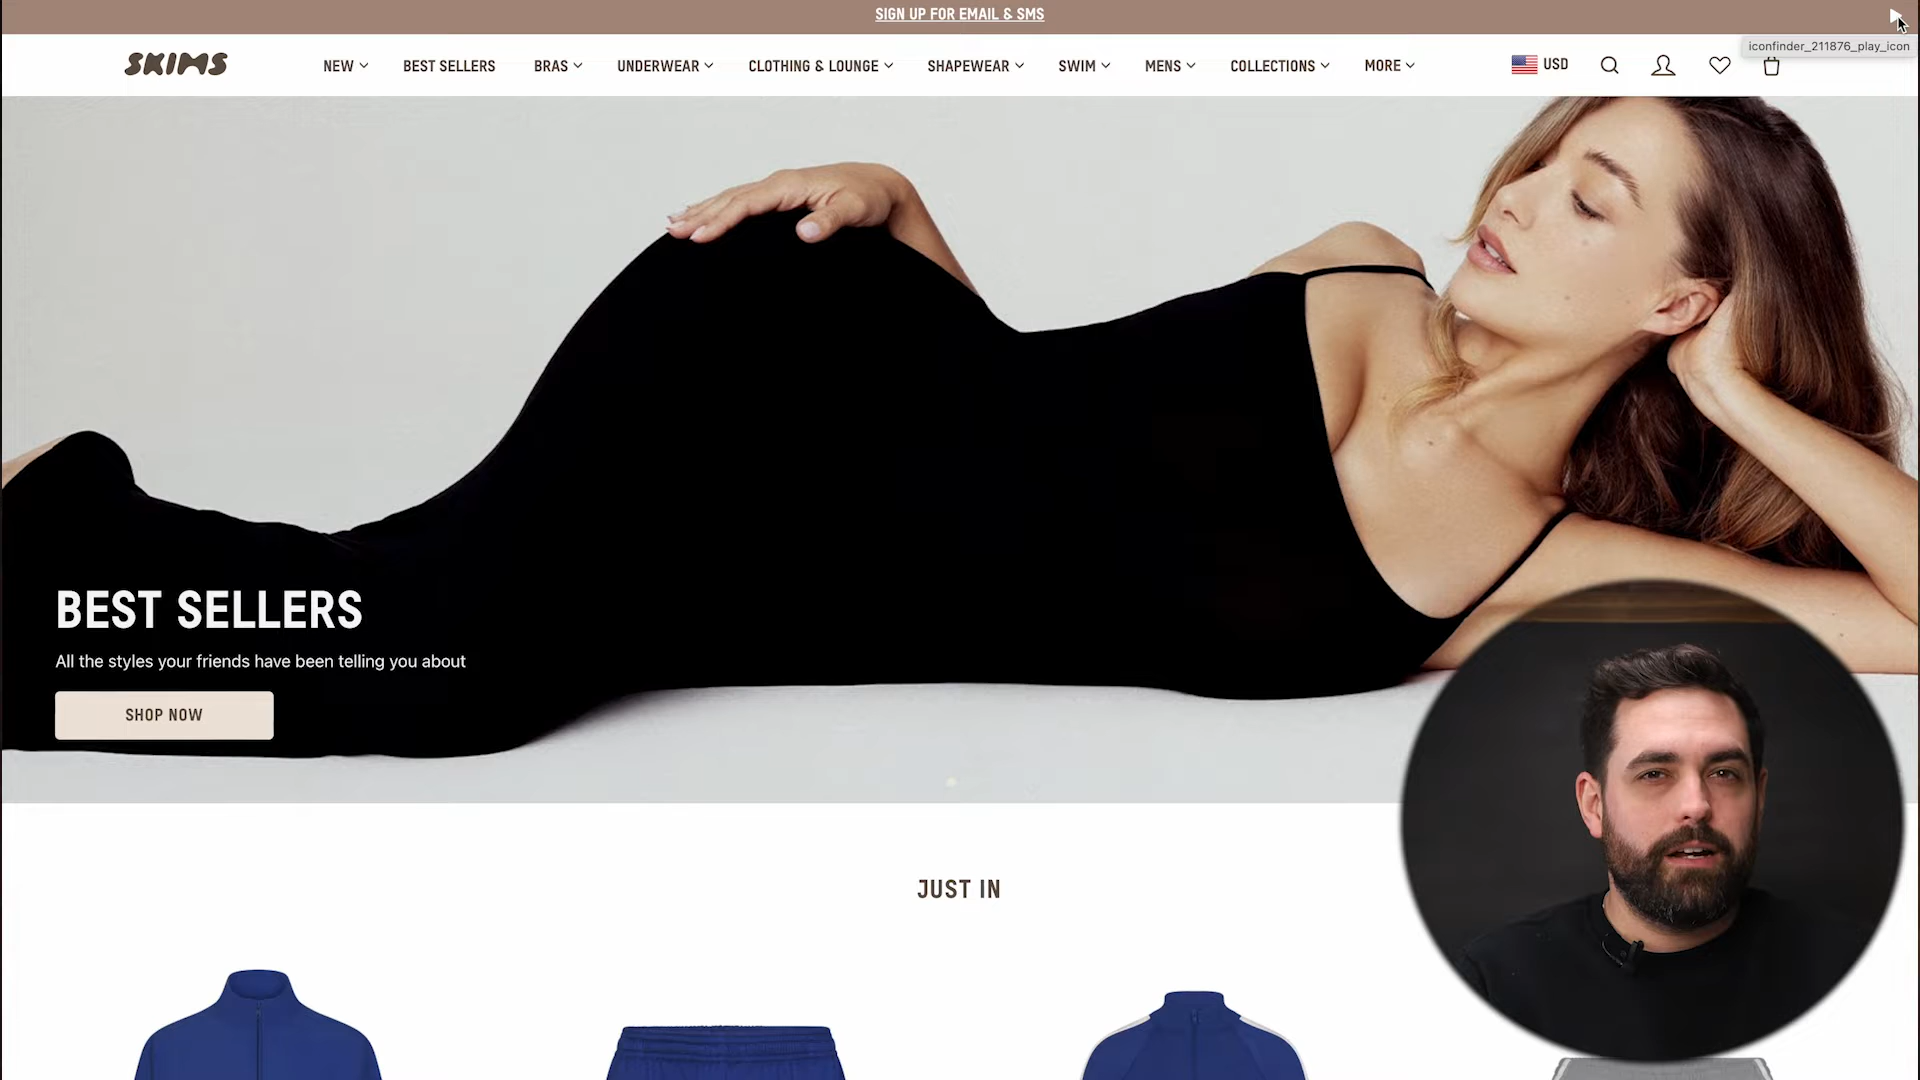 SIGN UP FOR EMAIL & SMS
iconfinder_211876_play_icon
SKIMS
NEW
BEST SELLERS
BRAS
UNDERWEAR
CLOTHING & LOUNGE
SHAPEWEAR
SWIM
MENS
COLLECTIONS
MORE
USD
BEST SELLERS
All the styles your friends have been telling you about
SHOP NOW
JUST IN